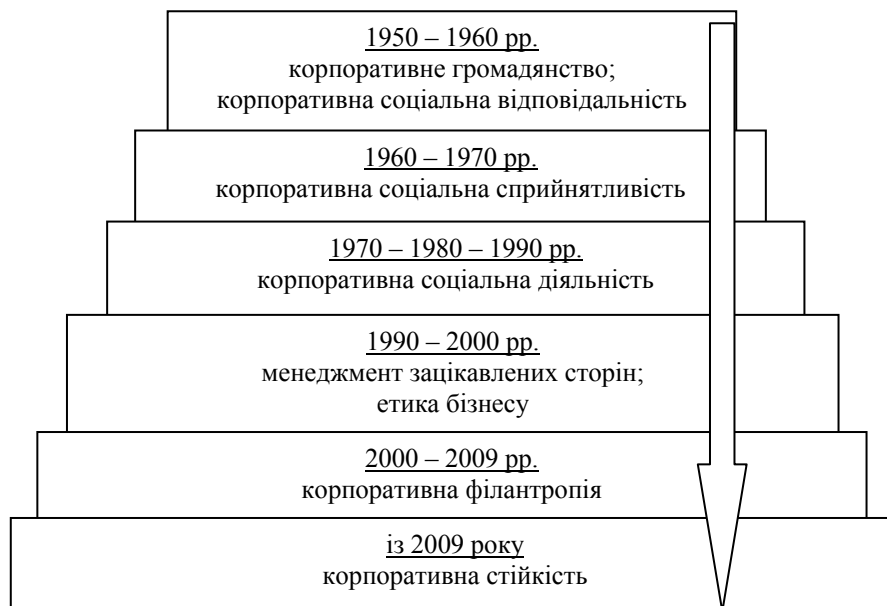 1950 – 1960 рр.
корпоративне громадянство;
корпоративна соціальна відповідальність
1960 – 1970 рр.
корпоративна соціальна сприйнятливість
1970 – 1980 – 1990 рр.
корпоративна соціальна діяльність
1990 – 2000 рр.
менеджмент зацікавлених сторін;
етика бізнесу
2000 – 2009 рр.
корпоративна філантропія
із 2009 року
корпоративна стійкість